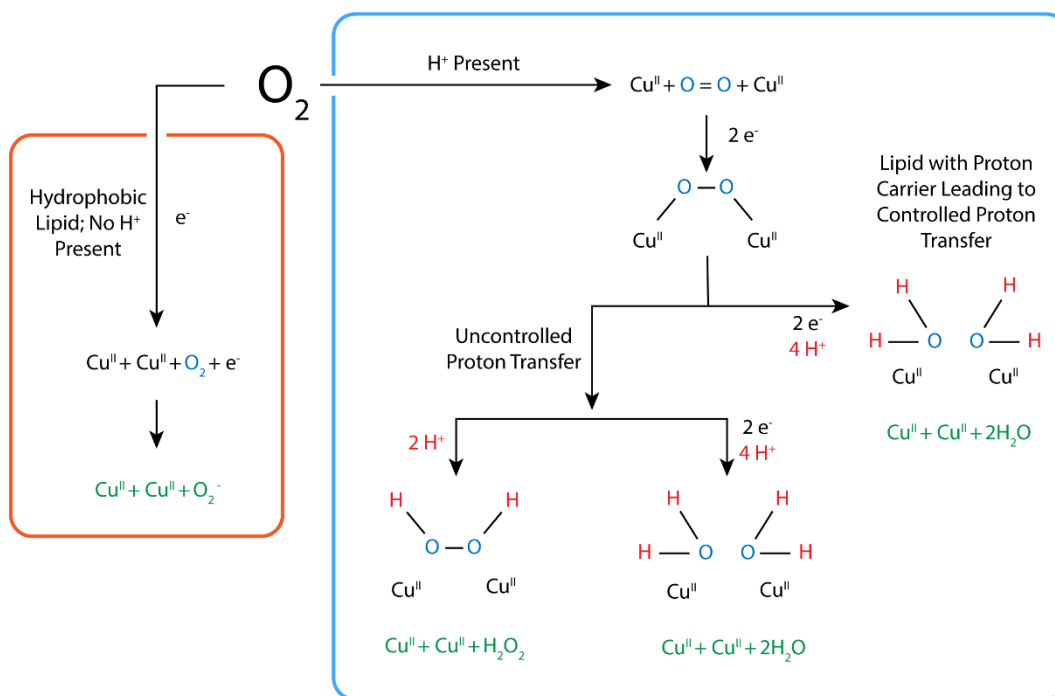 O₂
H⁺ Present
Cuᴵᴵ + O = O + Cuᴵᴵ
2 e⁻
O – O
Cuᴵᴵ Cuᴵᴵ
Hydrophobic
Lipid; No H⁺
Present
e⁻
Cuᴵᴵ + Cuᴵᴵ + O₂ + e⁻
Cuᴵᴵ + Cuᴵᴵ + O₂⁻
Uncontrolled
Proton Transfer
2 H⁺
H H
O – O
Cuᴵᴵ Cuᴵᴵ
Cuᴵᴵ + Cuᴵᴵ + H₂O₂
2 e⁻
4 H⁺
H H
H – O O – H
Cuᴵᴵ Cuᴵᴵ
Cuᴵᴵ + Cuᴵᴵ + 2H₂O
2 e⁻
4 H⁺
Lipid with Proton
Carrier Leading to
Controlled Proton
Transfer
H H
H – O O – H
Cuᴵᴵ Cuᴵᴵ
Cuᴵᴵ + Cuᴵᴵ + 2H₂O